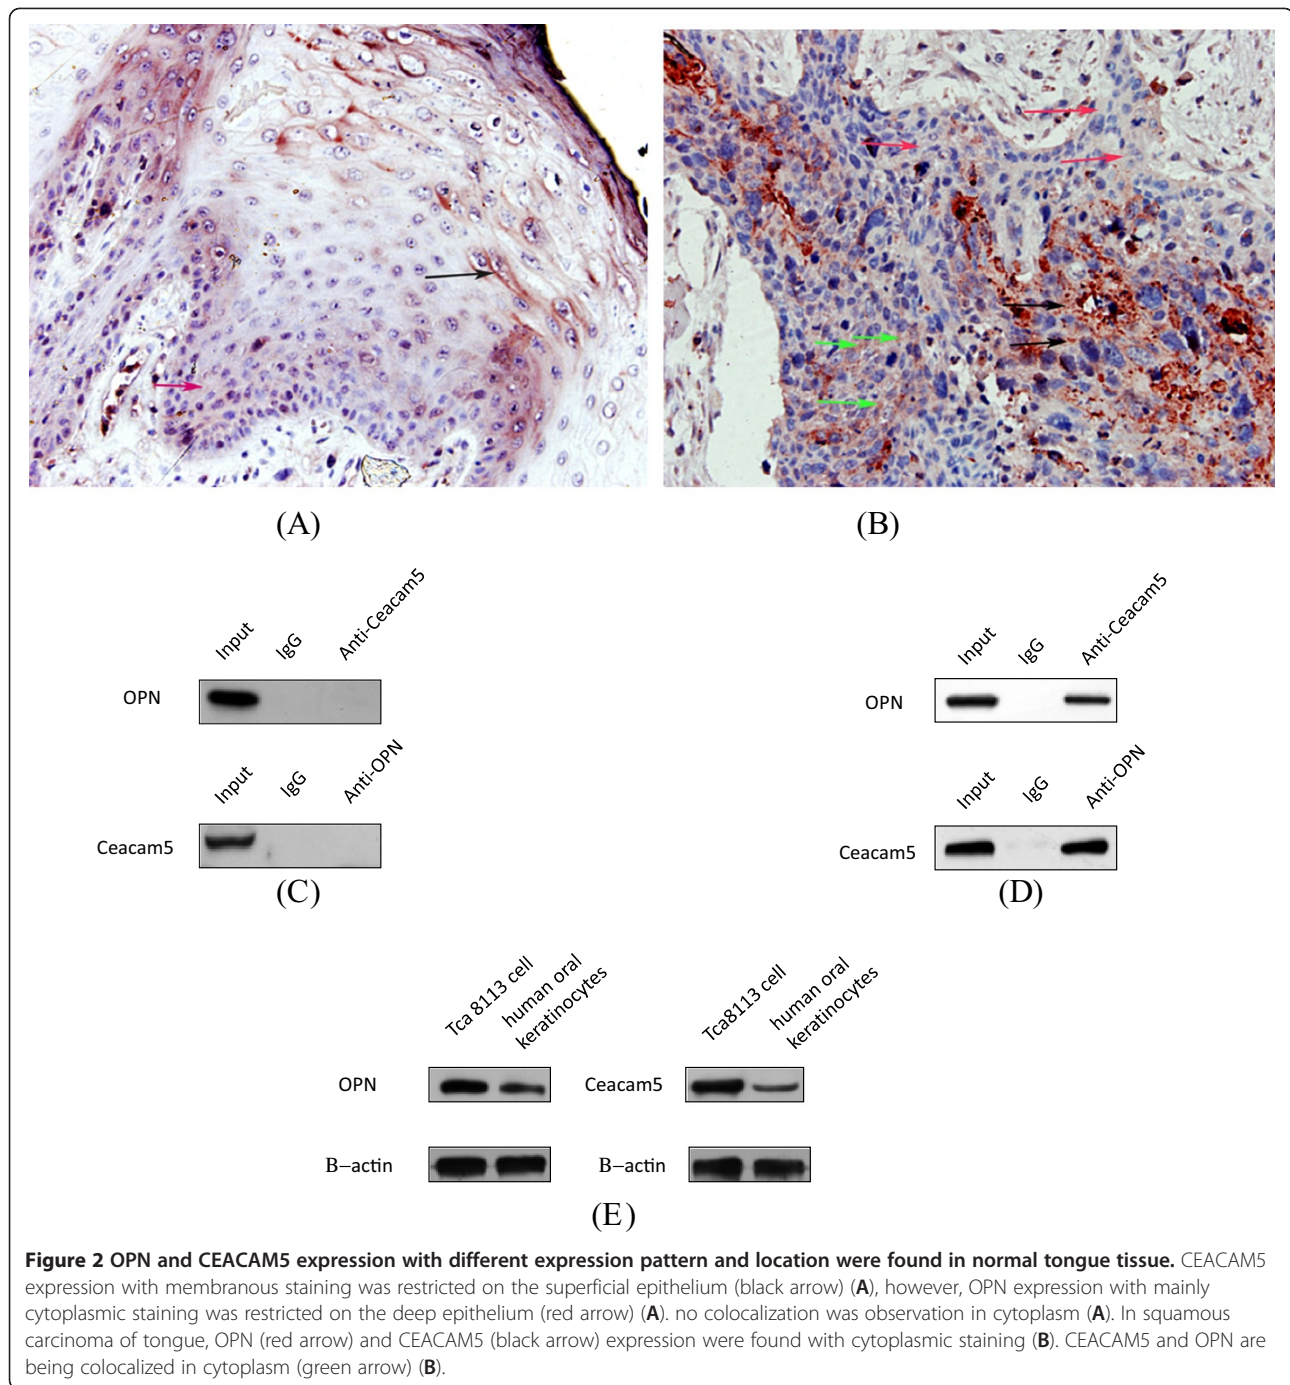 (A)
(B)
Input
IgG
Anti-Ceacam5
OPN
Input
IgG
Anti-OPN
Ceacam5
(C)
Input
IgG
Anti-Ceacam5
OPN
Input
IgG
Anti-OPN
Ceacam5
(D)
Tca 8113 cell
human oral
keratinocytes
OPN
B–actin
Tca8113 cell
human oral
keratinocytes
Ceacam5
B–actin
(E)
Figure 2 OPN and CEACAM5 expression with different expression pattern and location were found in normal tongue tissue. CEACAM5
expression with membranous staining was restricted on the superficial epithelium (black arrow) (A), however, OPN expression with mainly
cytoplasmic staining was restricted on the deep epithelium (red arrow) (A). no colocalization was observation in cytoplasm (A). In squamous
carcinoma of tongue, OPN (red arrow) and CEACAM5 (black arrow) expression were found with cytoplasmic staining (B). CEACAM5 and OPN are
being colocalized in cytoplasm (green arrow) (B).